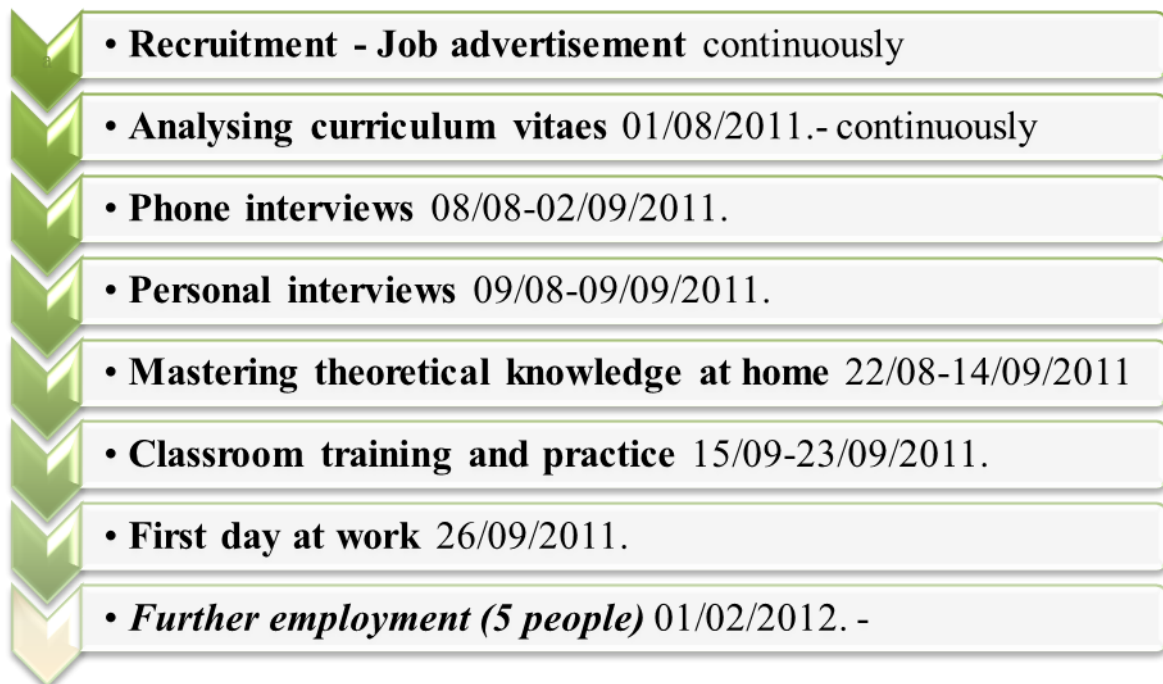 • Recruitment - Job advertisement continuously
• Analysing curriculum vitaes 01/08/2011.- continuously
• Phone interviews 08/08-02/09/2011.
• Personal interviews 09/08-09/09/2011.
• Mastering theoretical knowledge at home 22/08-14/09/2011
• Classroom training and practice 15/09-23/09/2011.
• First day at work 26/09/2011.
• Further employment (5 people) 01/02/2012. -